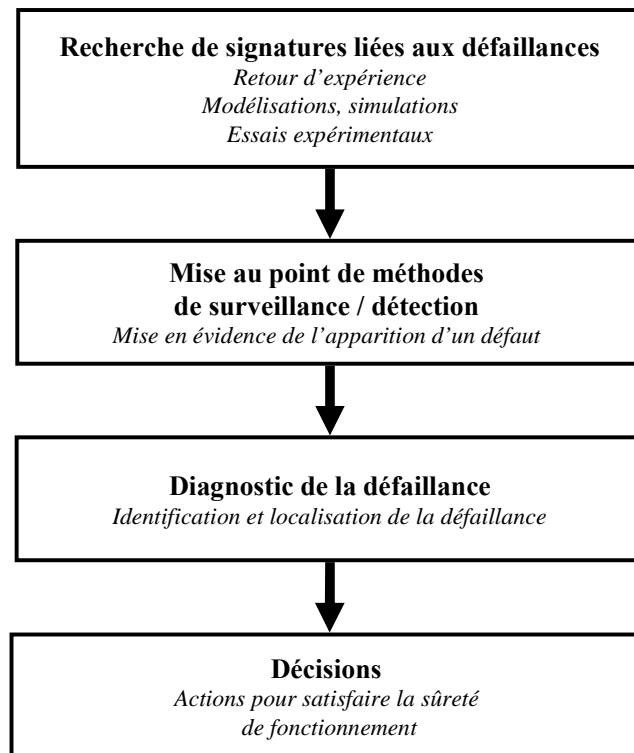 Recherche de signatures liées aux défaillances
Retour d’expérience
Modélisations, simulations
Essais expérimentaux
Mise au point de méthodes
de surveillance / détection
Mise en évidence de l’apparition d’un défaut
Diagnostic de la défaillance
Identification et localisation de la défaillance
Décisions
Actions pour satisfaire la sûreté
de fonctionnement